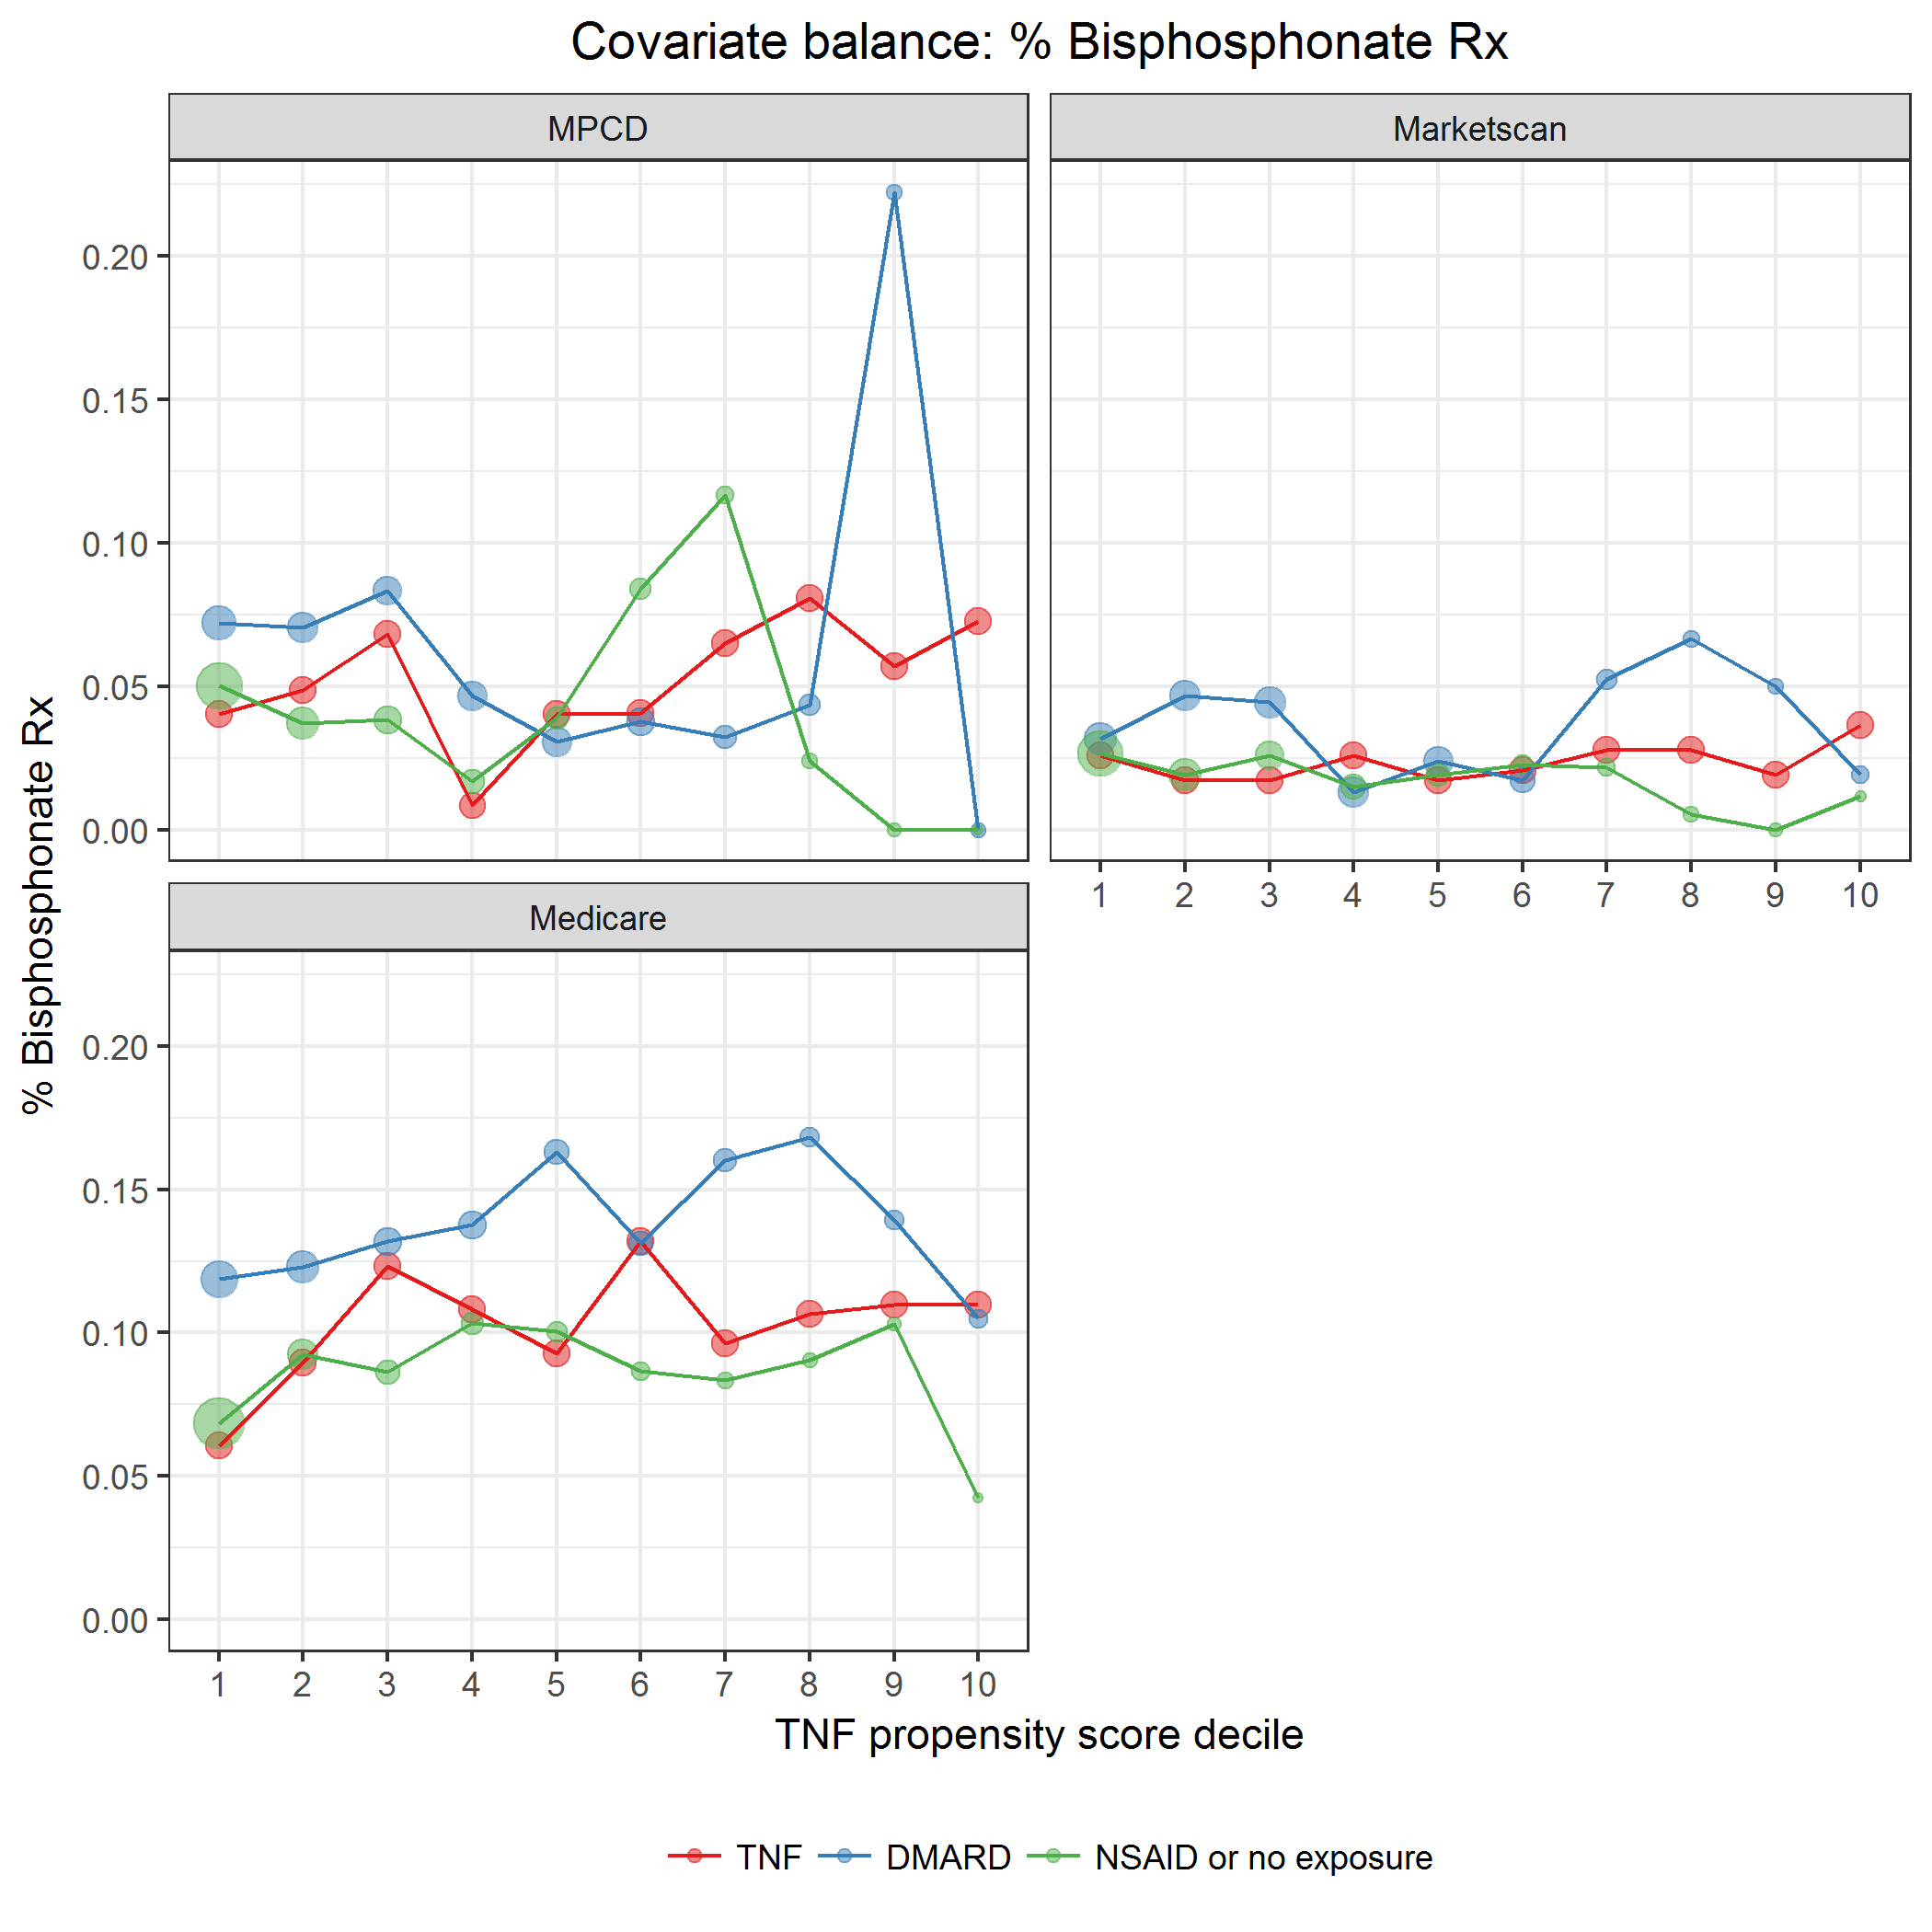 Covariate balance: % Bisphosphonate Rx
MPCD
Marketscan
0.20
0.15
0.10
0.05
0.00
1 2 3 4 5 6 7 8 9 10
Medicare
0.20
0.15
0.10
0.05
0.00
1 2 3 4 5 6 7 8 9 10
% Bisphosphonate Rx
TNF propensity score decile
TNF DMARD NSAID or no exposure